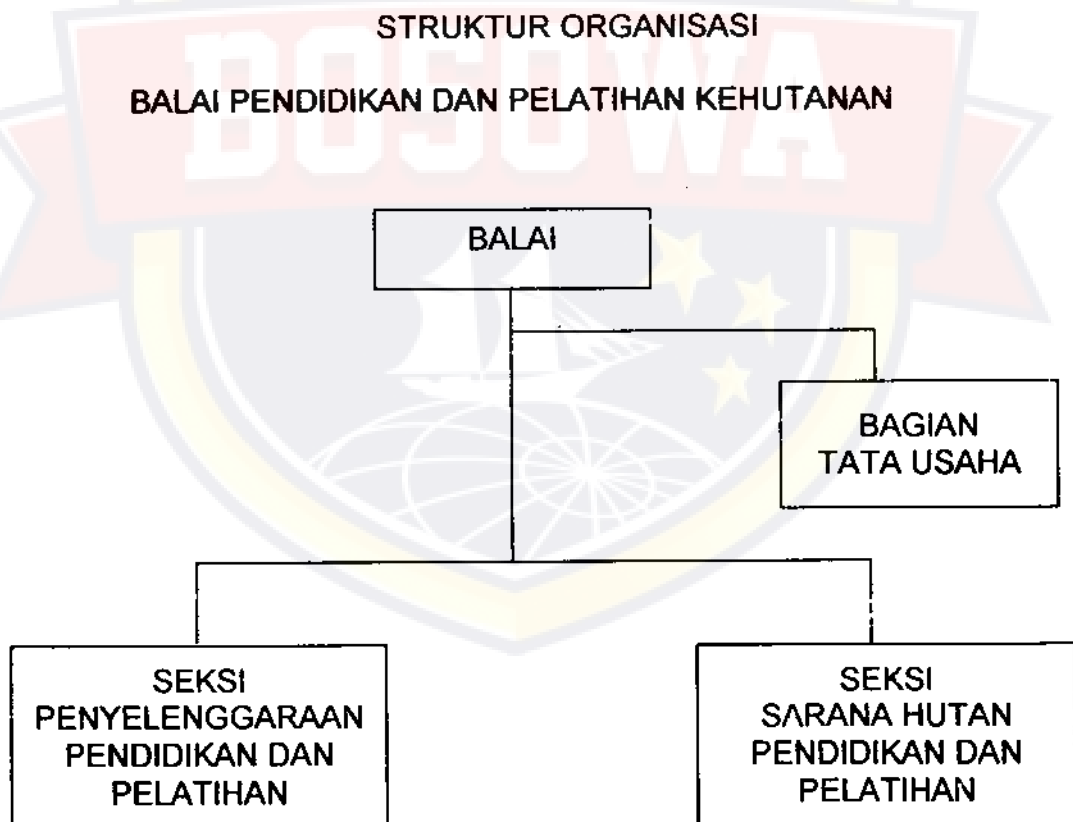 STRUKTUR ORGANISASI
BALAI PENDIDIKAN DAN PELATIHAN KEHUTANAN
BOSOWA
BALAI
BAGIAN
TATA USAHA
SEKSI
PENYELENGGARAAN
PENDIDIKAN DAN
PELATIHAN
SEKSI
SARANA HUTAN
PENDIDIKAN DAN
PELATIHAN